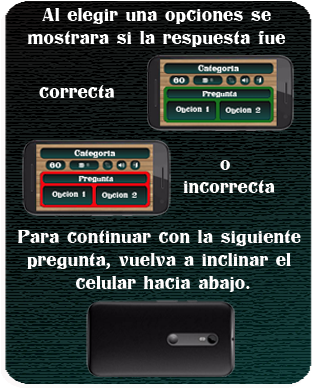 Al elegir una opciones se
mostrara si la respuesta fue
correcta
Categoria
60
Pregunta
Opcion 1 Opcion 2
o
incorrecta
Categoria
60
Pregunta
Opcion 1 Opcion 2
Para continuar con la siguiente
pregunta, vuelva a inclinar el
celular hacia abajo.